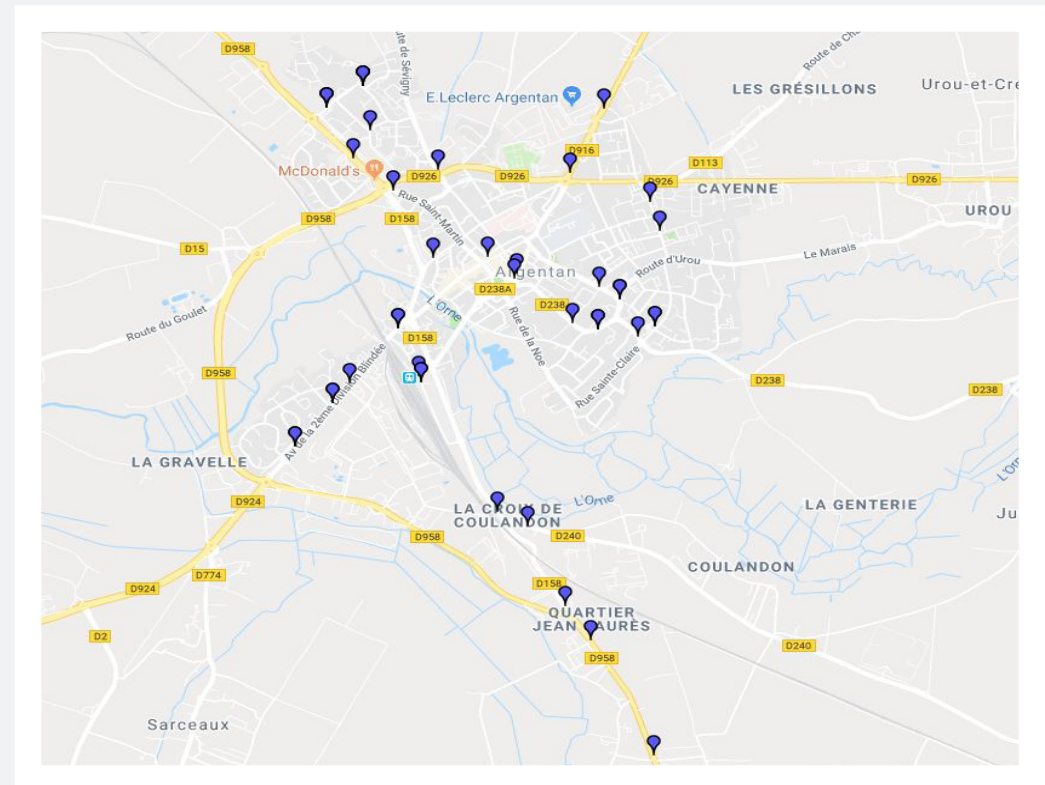 D958
Route de Sévigny
Route de Cha
E.Leclerc Argentan
LES GRÉSILLONS
Urou-et-Cre
D916
D113
McDonald's
D926
D926
D926
D926
CAYENNE
Rue Saint-Martin
D958
D158
UROU
D15
Le Marais
Route d'Urou
Argentan
D238A
L'Orne
D238
Rue de la Noe
Route du Goulet
D158
D958
Rue Sainte-Claire
D238
D238
Av de la 2ème Division Blindée
LA GRAVELLE
L'Orn
D924
L'Orne
LA CROIX DE
COULANDON
LA GENTERIE
Ju
D958
D240
COULANDON
D774
D924
D158
QUARTIER
JEAN JAURÈS
D2
D240
D958
Sarceaux